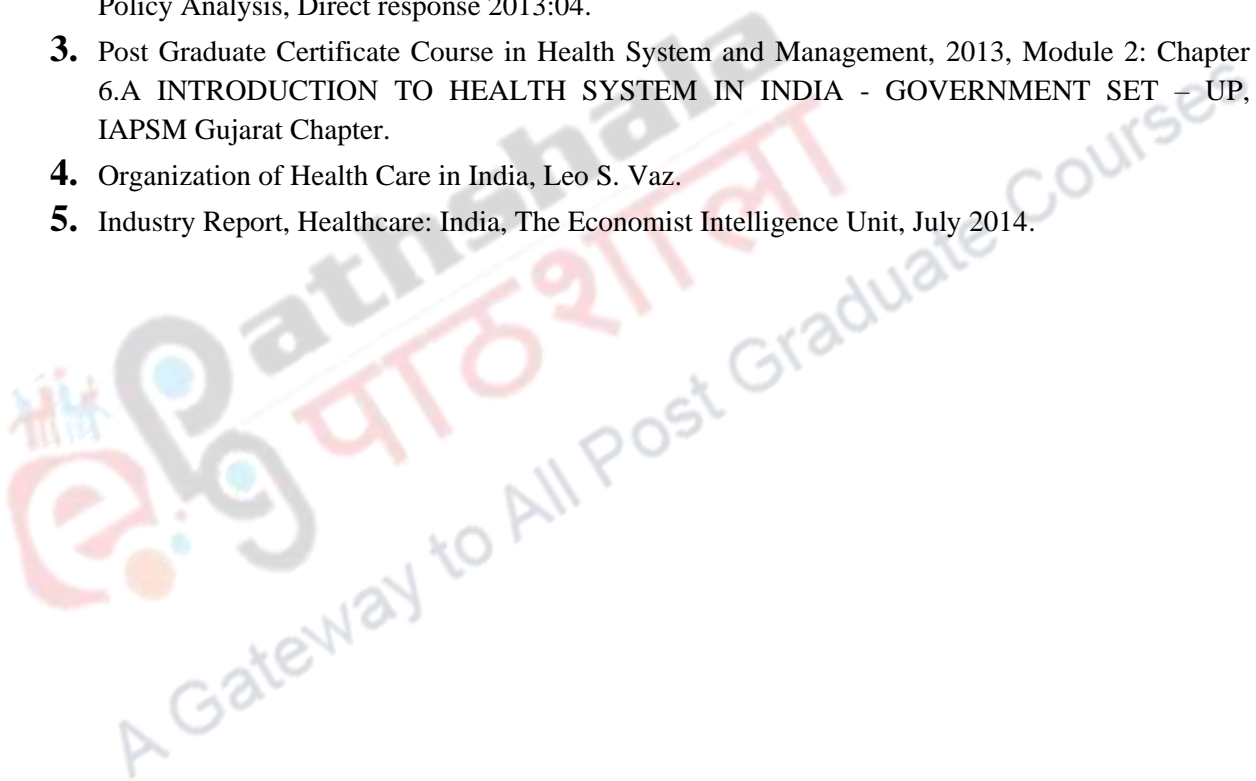 Policy Analysis, Direct response 2013:04.
3. Post Graduate Certificate Course in Health System and Management, 2013, Module 2: Chapter
6.A INTRODUCTION TO HEALTH SYSTEM IN INDIA - GOVERNMENT SET – UP,
IAPSM Gujarat Chapter.
4. Organization of Health Care in India, Leo S. Vaz.
5. Industry Report, Healthcare: India, The Economist Intelligence Unit, July 2014.
ePG Pathshala
पाठशाला
A Gateway to All Post Graduate Courses